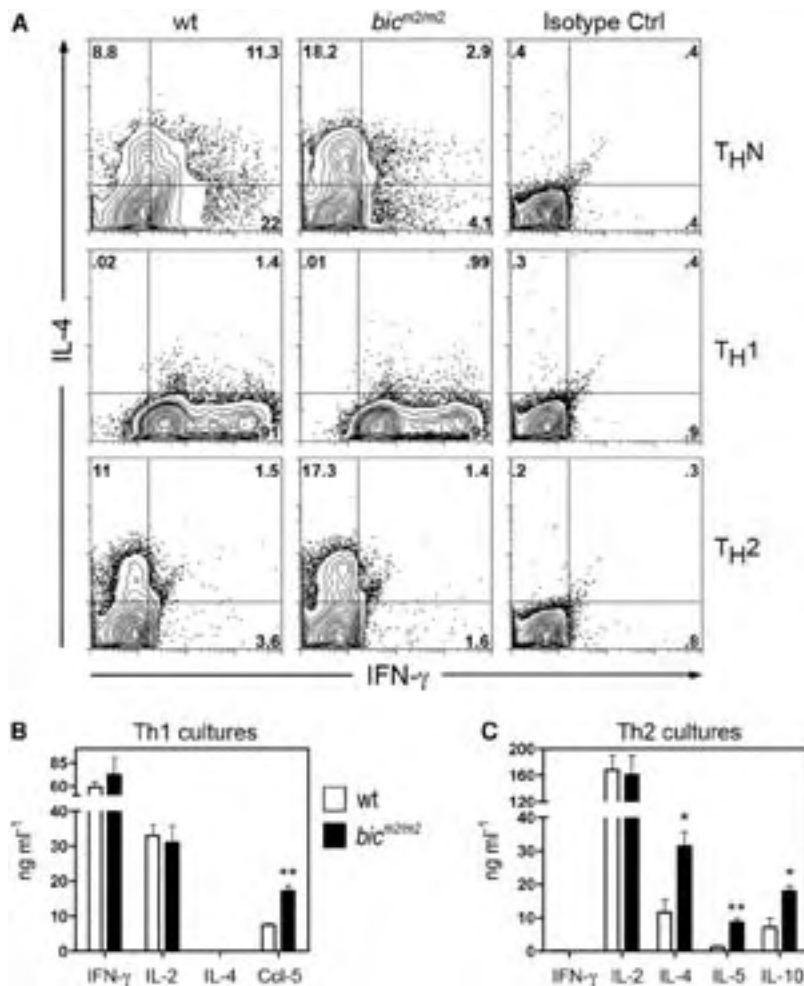 A
wt
bic^m2/m2
Isotype Ctrl
8.8 11.3
22
18.2 2.9
4.1
.4 .4
.4
THN
.02 1.4
91
.01 .99
.3 .4
.9
TH1
11 1.5
3.6
17.3 1.4
1.6
.2 .3
TH2
IL-4
IFN-γ
B
Th1 cultures
85
60
40
30
20
10
0
ng ml⁻¹
**
IFN-γ IL-2 IL-4 Ccl-5
wt
bic^m2/m2
C
Th2 cultures
200
160
120
40
30
20
10
0
ng ml⁻¹
*
**
*
IFN-γ IL-2 IL-4 IL-5 IL-10